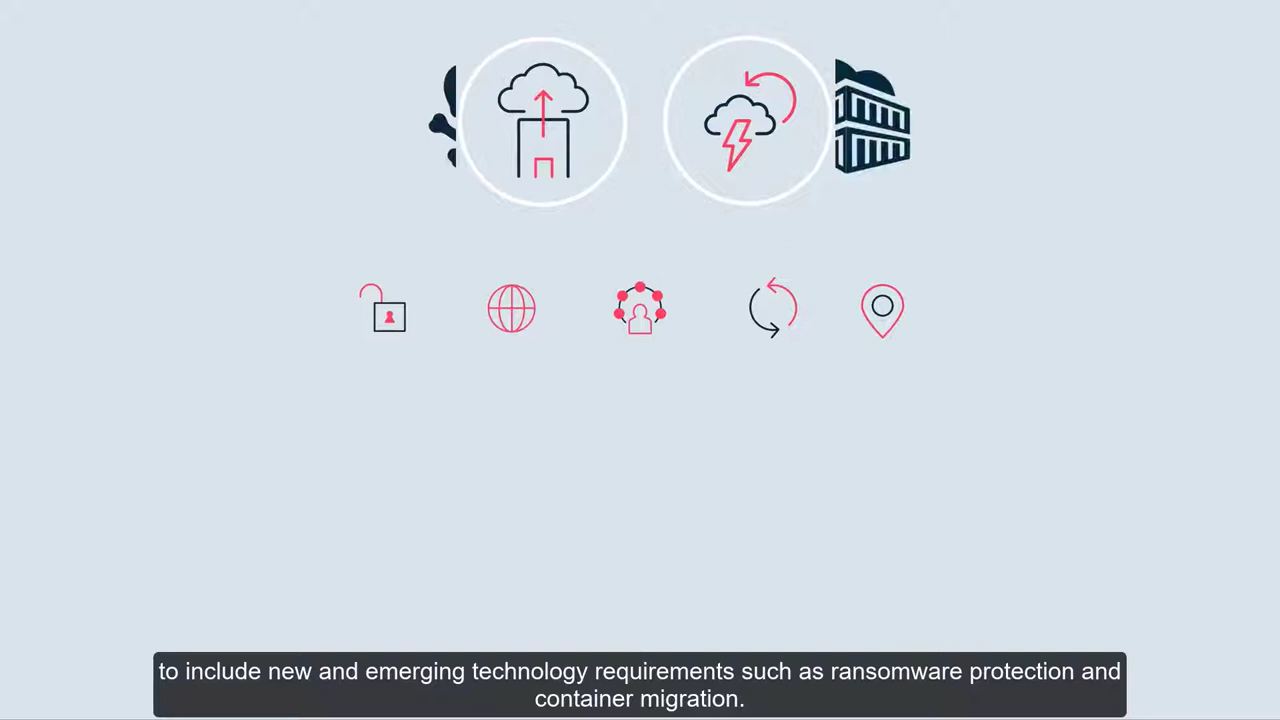 to include new and emerging technology requirements such as ransomware protection and
container migration.